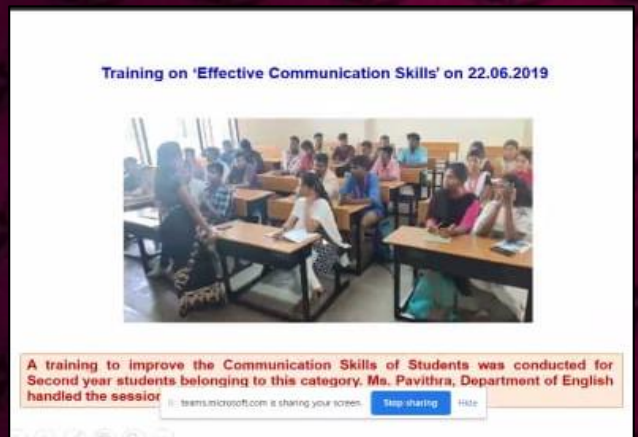 Training on 'Effective Communication Skills' on 22.06.2019
A training to improve the Communication Skills of Students was conducted for
Second year students belonging to this category. Ms. Pavithra, Department of English
handled the session
teams.microsoft.com is sharing your screen. Stop sharing Hide